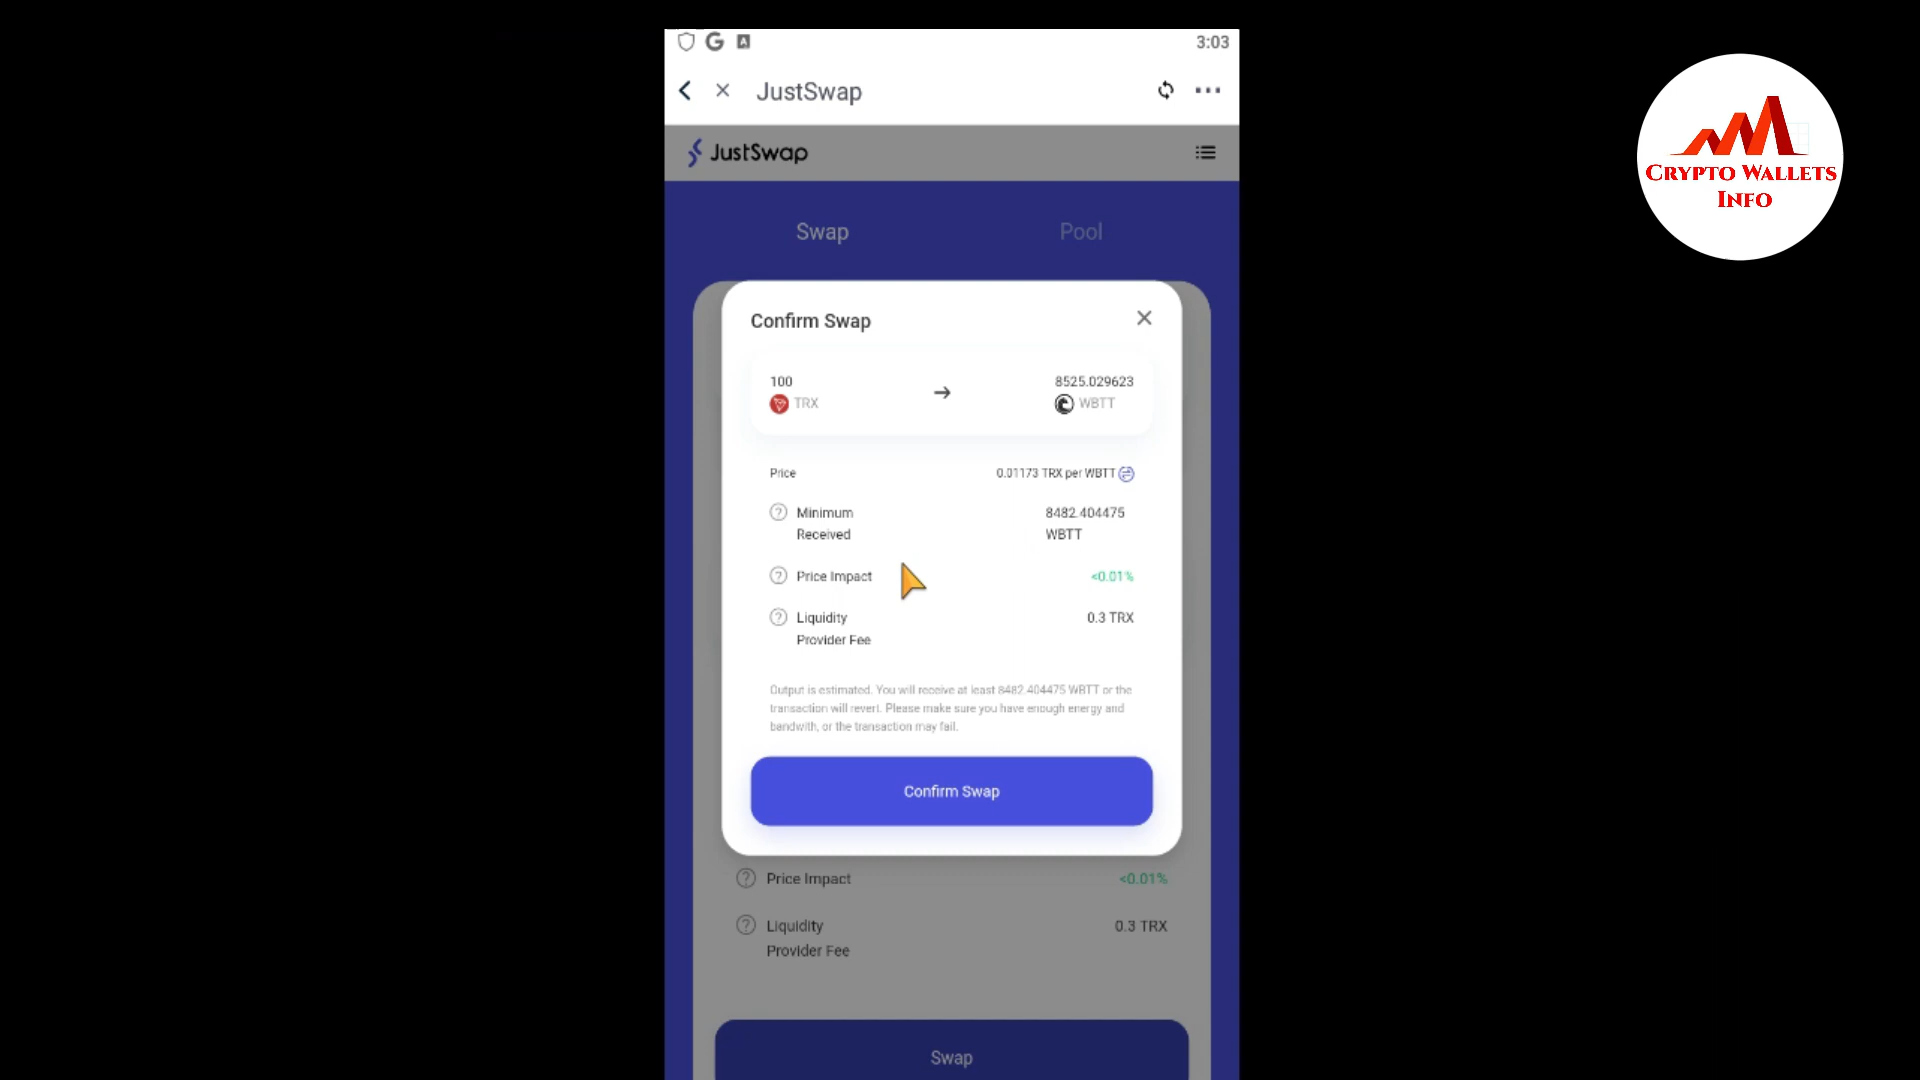 3:03
JustSwap
JustSwap
Swap Pool
Confirm Swap
100 8525.029623
TRX WBTT
Price 0.01173 TRX per WBTT
Minimum 8482.404475
Received WBTT
Price Impact <0.01%
Liquidity 0.3 TRX
Provider Fee
Output is estimated. You will receive at least 8482.404475 WBTT or the
transaction will revert. Please make sure you have enough energy and
bandwith, or the transaction may fail.
Confirm Swap
Price Impact <0.01%
Liquidity 0.3 TRX
Provider Fee
Swap
Crypto Wallets
Info